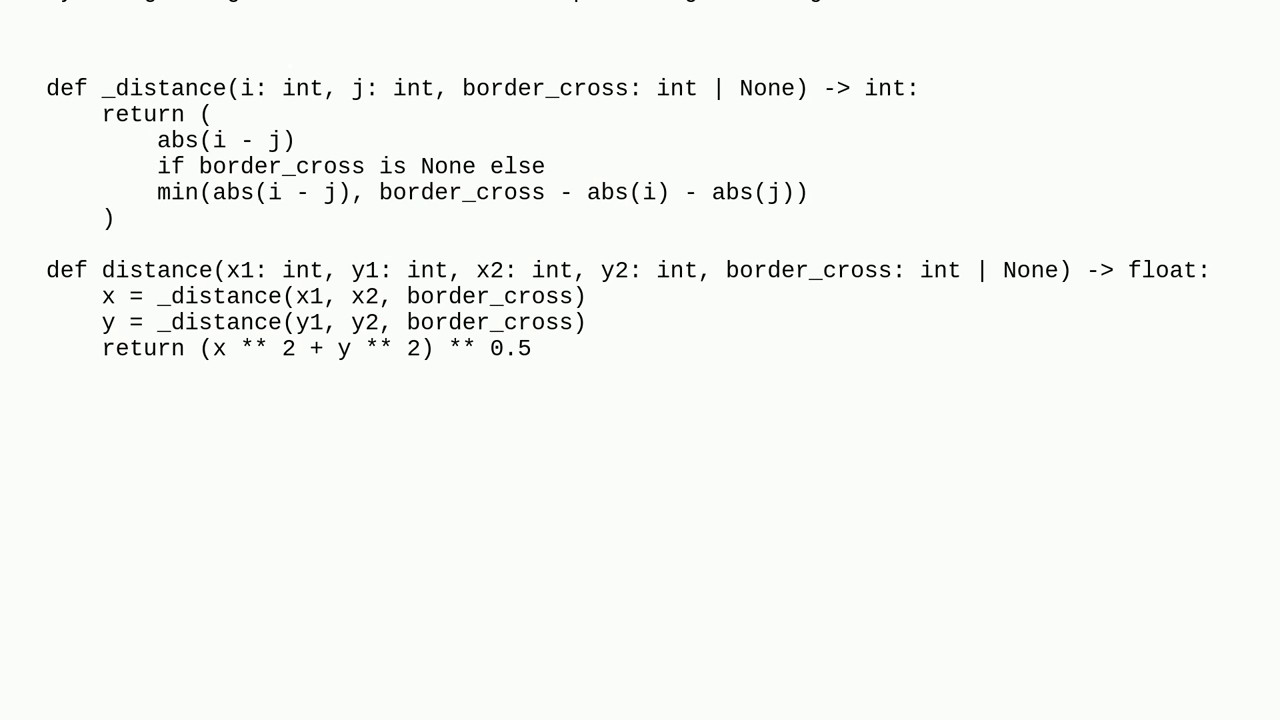 def _distance(i: int, j: int, border_cross: int | None) -> int:
    return (
        abs(i - j)
        if border_cross is None else
        min(abs(i - j), border_cross - abs(i) - abs(j))
    )

def distance(x1: int, y1: int, x2: int, y2: int, border_cross: int | None) -> float:
    x = _distance(x1, x2, border_cross)
    y = _distance(y1, y2, border_cross)
    return (x ** 2 + y ** 2) ** 0.5